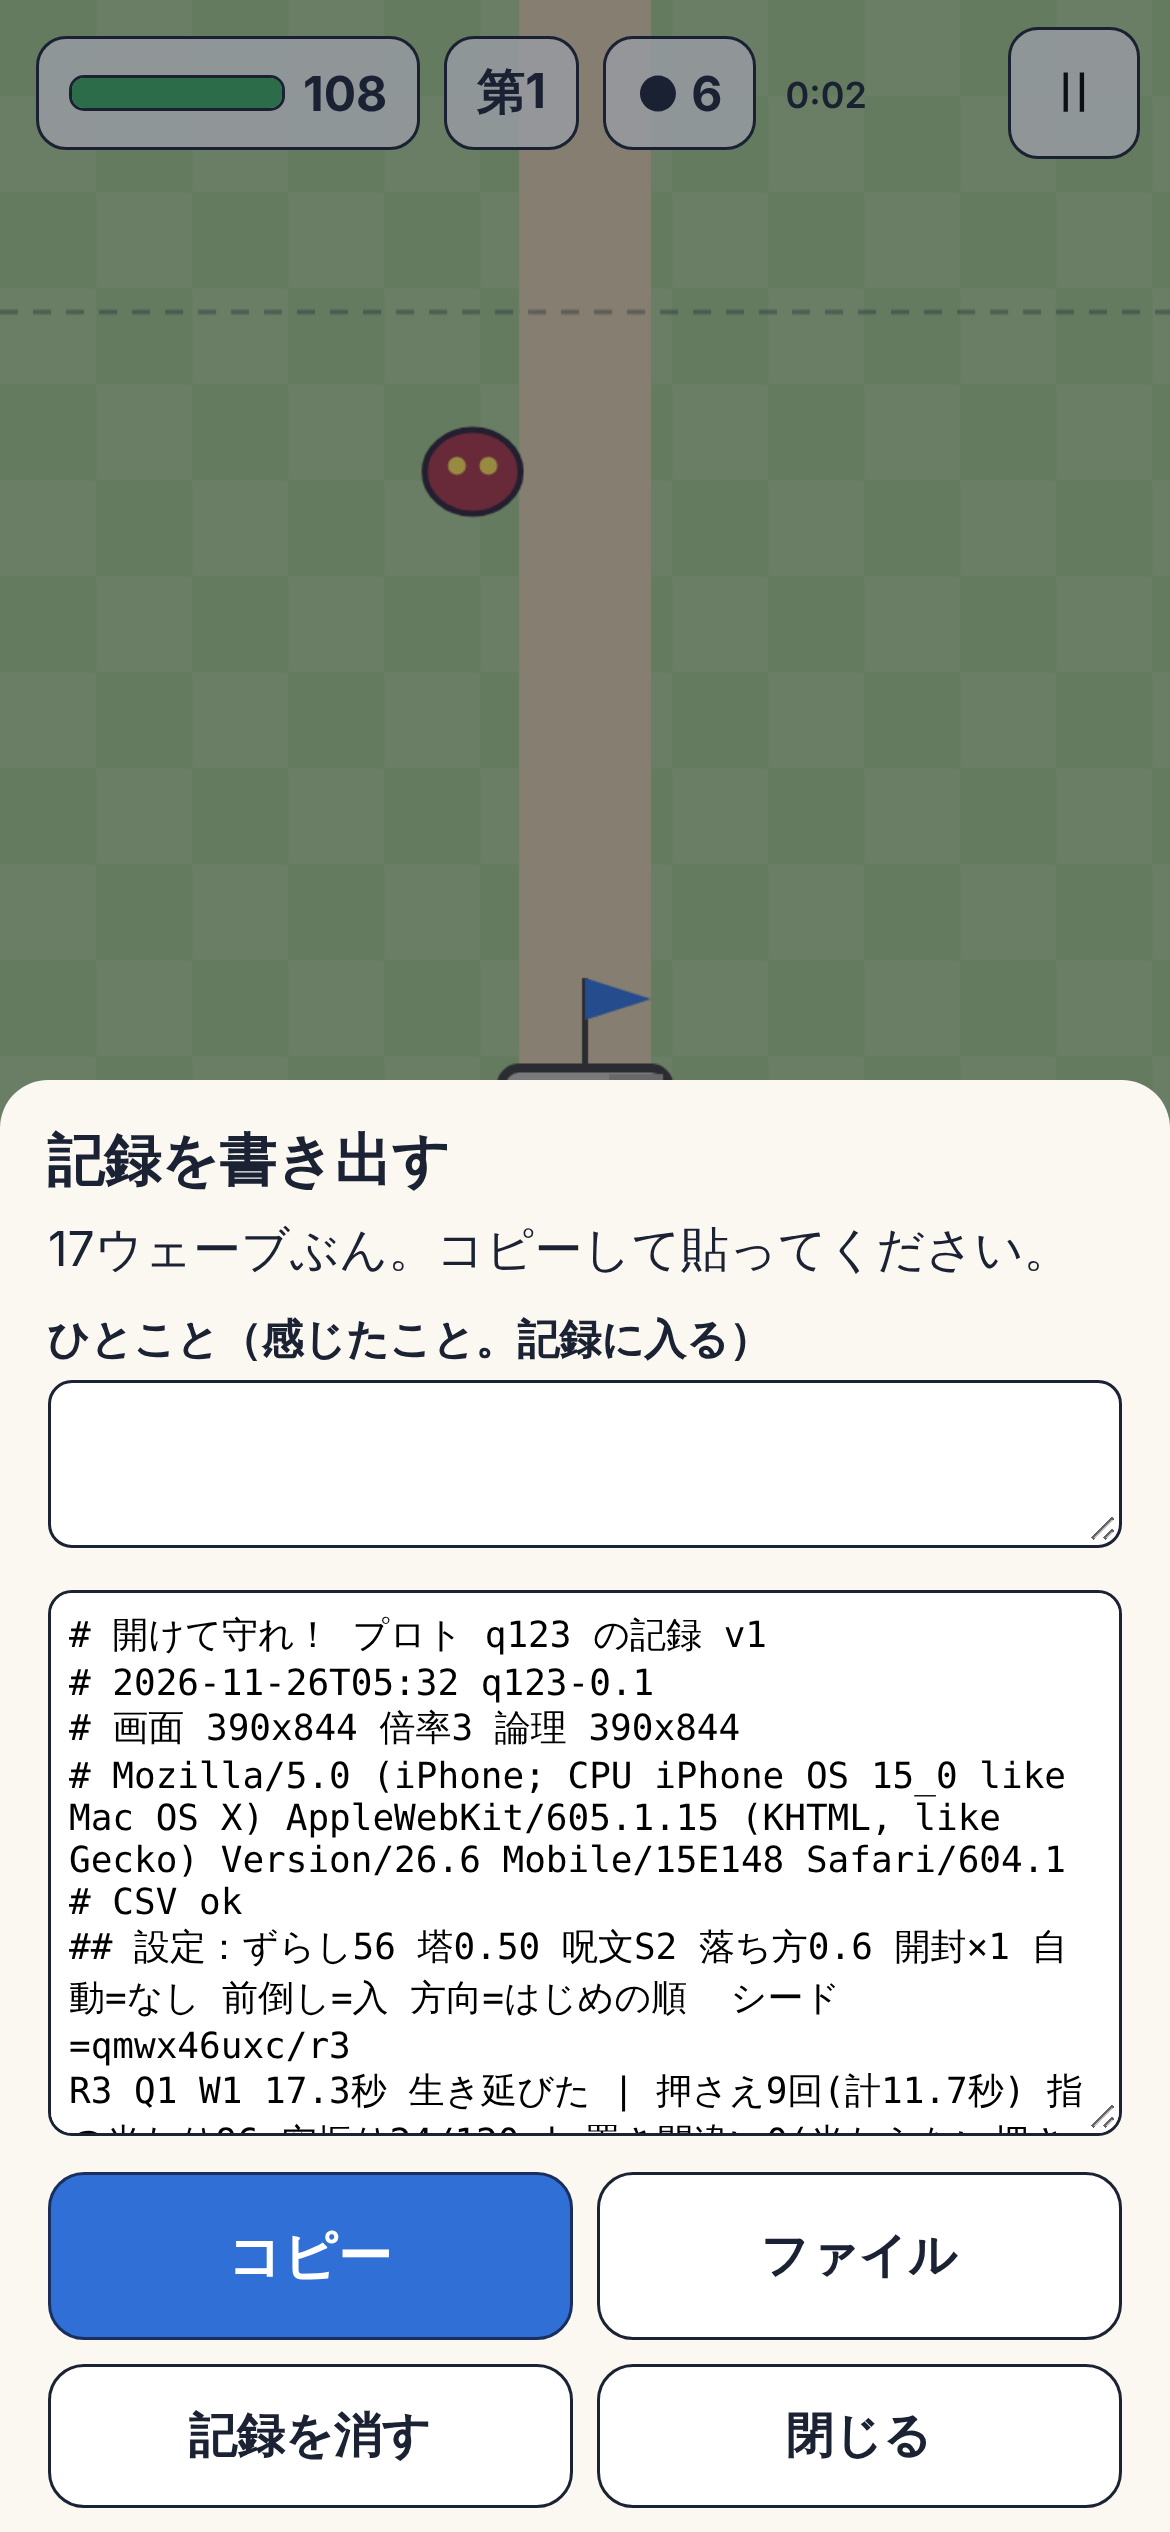 108 第1 ● 6 0:02 ||
記録を書き出す
17ウェーブぶん。コピーして貼ってください。
ひとこと（感じたこと。記録に入る）
# 開けて守れ！ プロト q123 の記録 v1
# 2026-11-26T05:32 q123-0.1
# 画面 390x844 倍率3 論理 390x844
# Mozilla/5.0 (iPhone; CPU iPhone OS 15_0 like
Mac OS X) AppleWebKit/605.1.15 (KHTML, like
Gecko) Version/26.6 Mobile/15E148 Safari/604.1
# CSV ok
## 設定：ずらし56 塔0.50 呪文S2 落ち方0.6 開封×1 自
動=なし 前倒し=入 方向=はじめの順 シード
=qmwx46uxc/r3
R3 Q1 W1 17.3秒 生き延びた | 押さえ9回(計11.7秒) 指
コピー ファイル
記録を消す 閉じる